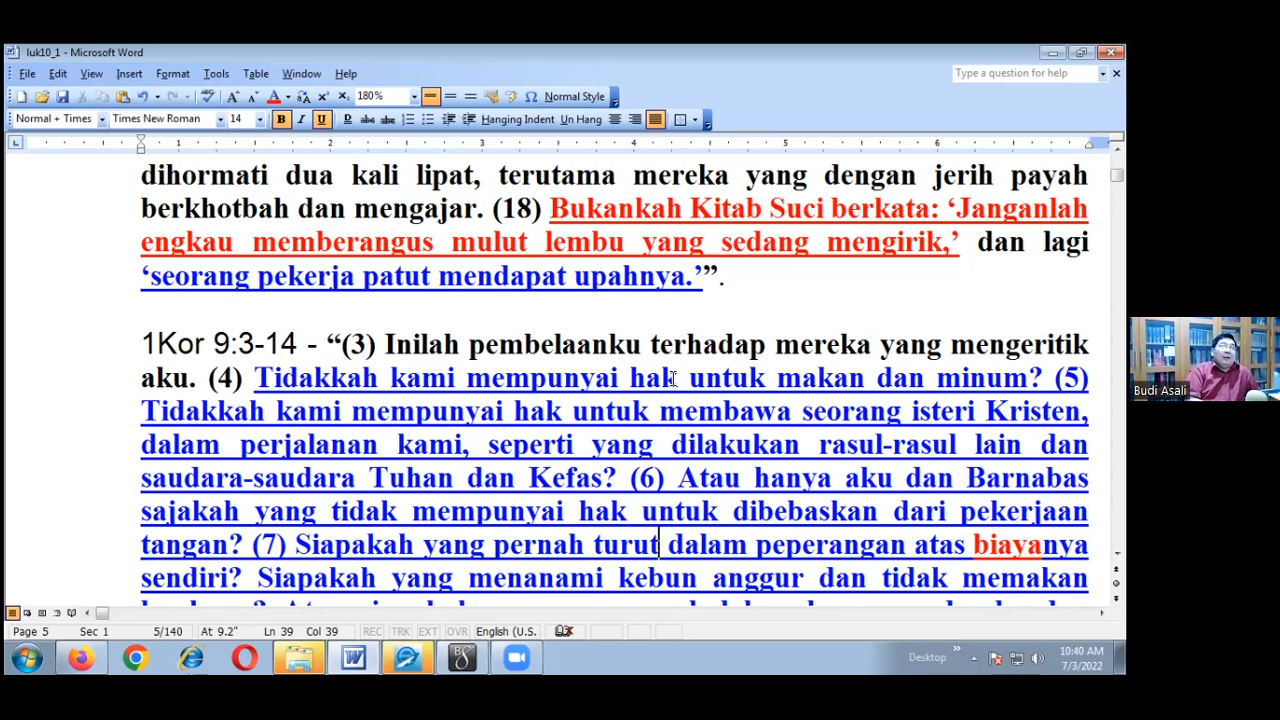 luk10_1 - Microsoft Word
File Edit View Insert Format Tools Table Window Help
Type a question for help
180% Normal Style
Normal + Times Times New Roman 14 B I U Hanging Indent Un Hang
1 2 3 4 5 6
dihormati dua kali lipat, terutama mereka yang dengan jerih payah
berkhotbah dan mengajar. (18) Bukankah Kitab Suci berkata: ‘Janganlah
engkau memberangus mulut lembu yang sedang mengirik,’ dan lagi
‘seorang pekerja patut mendapat upahnya.’”.
1Kor 9:3-14 - “(3) Inilah pembelaanku terhadap mereka yang mengeritik
aku. (4) Tidakkah kami mempunyai hak untuk makan dan minum? (5)
Tidakkah kami mempunyai hak untuk membawa seorang isteri Kristen,
dalam perjalanan kami, seperti yang dilakukan rasul-rasul lain dan
saudara-saudara Tuhan dan Kefas? (6) Atau hanya aku dan Barnabas
sajakah yang tidak mempunyai hak untuk dibebaskan dari pekerjaan
tangan? (7) Siapakah yang pernah turut dalam peperangan atas biayanya
sendiri? Siapakah yang menanami kebun anggur dan tidak memakan
Budi Asali
Page 5 Sec 1 5/140 At 9.2" Ln 39 Col 39 REC TRK EXT OVR English (U.S.
Desktop » 10:40 AM
7/3/2022